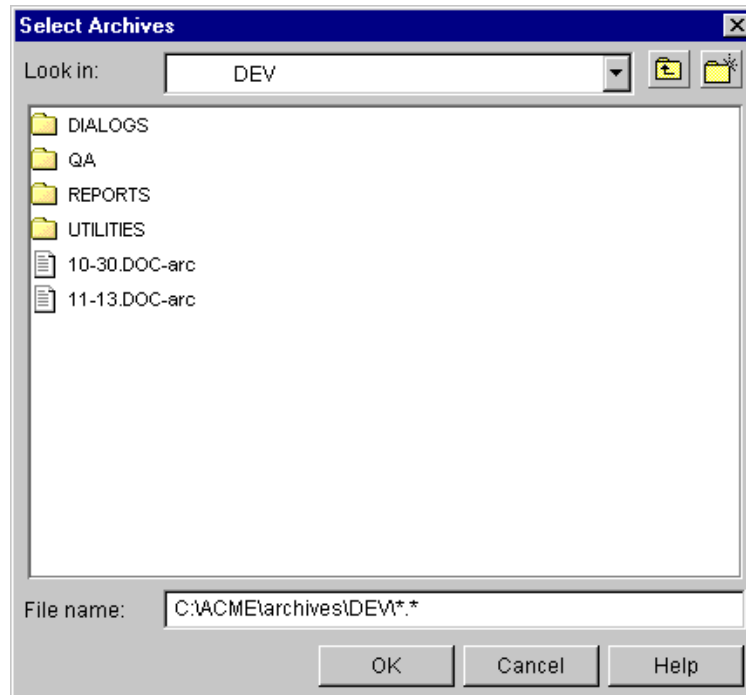 Select Archives
Look in: DEV
DIALOGS
QA
REPORTS
UTILITIES
10-30.DOC-arc
11-13.DOC-arc
File name: C:\ACME\archives\DEV\*.*
OK Cancel Help